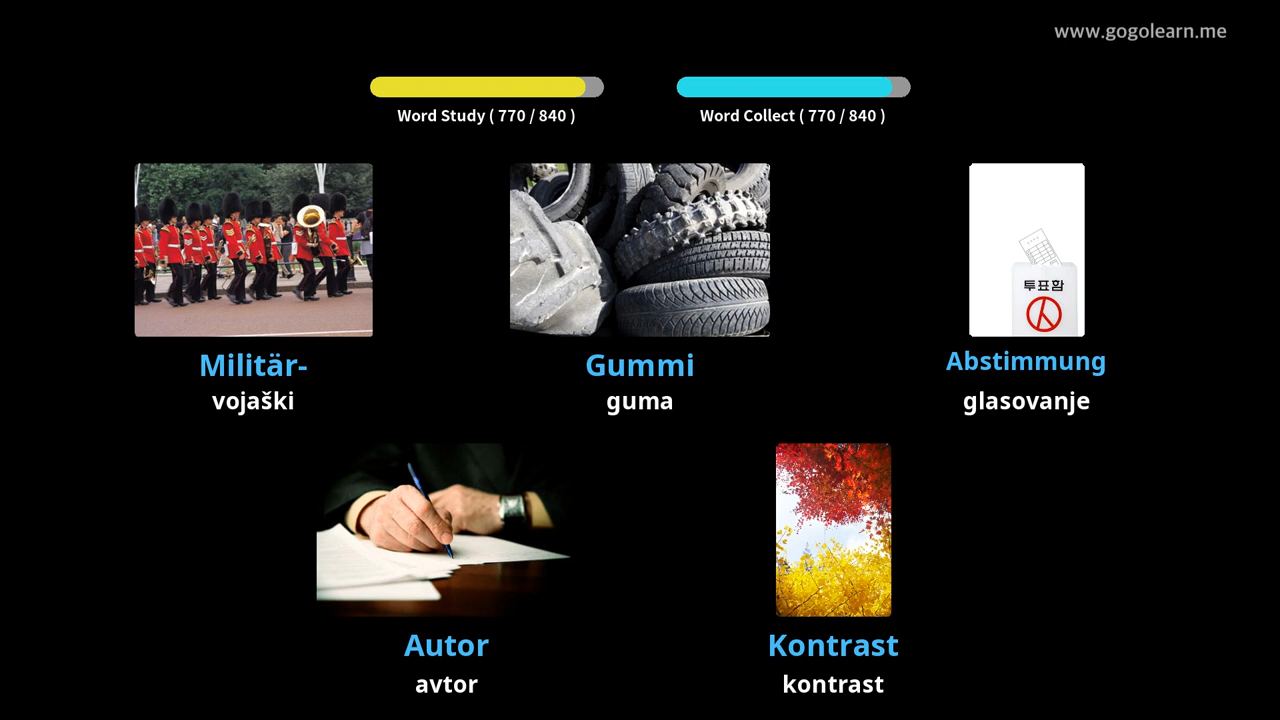 www.gogolearn.me
Word Study ( 770 / 840 )
Word Collect ( 770 / 840 )
투표함
Militär-
vojaški
Gummi
guma
Abstimmung
glasovanje
Autor
avtor
Kontrast
kontrast